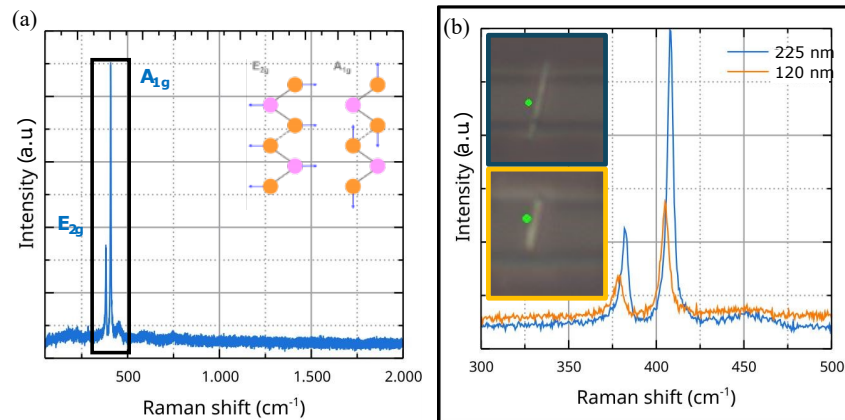 (a)
A1g
E2g
E2g
A1g
Intensity (a.u)
500
1.000
1.500
2.000
Raman shift (cm-1)
(b)
225 nm
120 nm
Intensity (a.u)
300
350
400
450
500
Raman shift (cm-1)